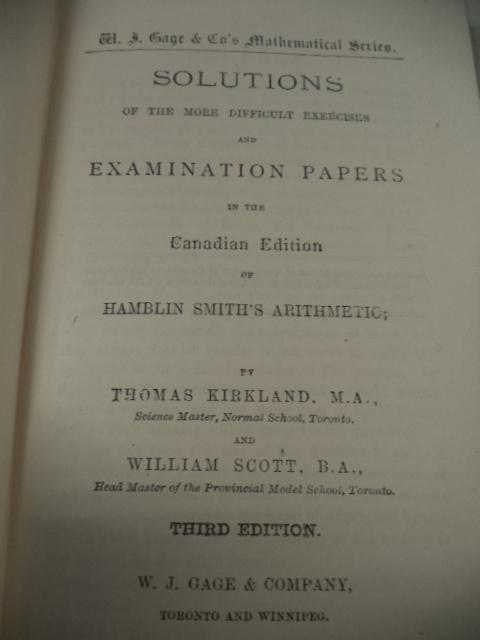 W. J. Gage & Co's Mathematical Series.
SOLUTIONS
OF THE MORE DIFFICULT EXERCISES
AND
EXAMINATION PAPERS
IN THE
Canadian Edition
OF
HAMBLIN SMITH'S ARITHMETIC;
BY
THOMAS KIRKLAND, M.A.,
Science Master, Normal School, Toronto,
AND
WILLIAM SCOTT, B.A.,
Head Master of the Provincial Model School, Toronto.
THIRD EDITION.
W. J. GAGE & COMPANY,
TORONTO AND WINNIPEG.